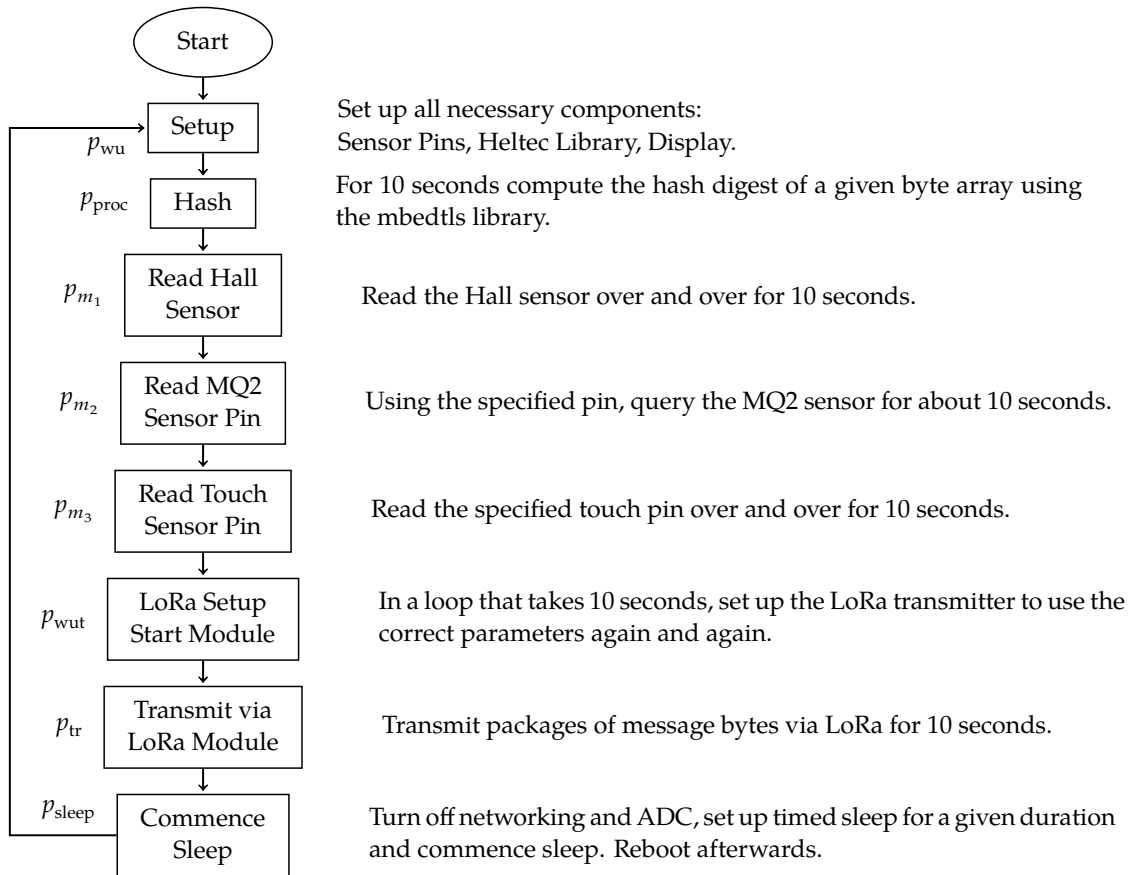 Start
Setup
p_wu
Set up all necessary components:
Sensor Pins, Heltec Library, Display.
p_proc
Hash
For 10 seconds compute the hash digest of a given byte array using
the mbedtls library.
p_m1
Read Hall
Sensor
Read the Hall sensor over and over for 10 seconds.
p_m2
Read MQ2
Sensor Pin
Using the specified pin, query the MQ2 sensor for about 10 seconds.
p_m3
Read Touch
Sensor Pin
Read the specified touch pin over and over for 10 seconds.
p_wut
LoRa Setup
Start Module
In a loop that takes 10 seconds, set up the LoRa transmitter to use the
correct parameters again and again.
p_tr
Transmit via
LoRa Module
Transmit packages of message bytes via LoRa for 10 seconds.
p_sleep
Commence
Sleep
Turn off networking and ADC, set up timed sleep for a given duration
and commence sleep. Reboot afterwards.